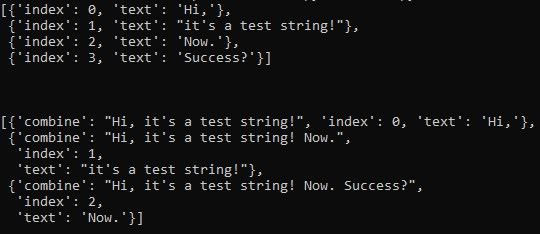 [{'index': 0, 'text': 'Hi,'},
 {'index': 1, 'text': "it's a test string!"},
 {'index': 2, 'text': 'Now.'},
 {'index': 3, 'text': 'Success?'}]
[{'combine': "Hi, it's a test string!", 'index': 0, 'text': 'Hi,'},
 {'combine': "Hi, it's a test string! Now.",
  'index': 1,
  'text': "it's a test string!"},
 {'combine': "Hi, it's a test string! Now. Success?",
  'index': 2,
  'text': 'Now.'}]